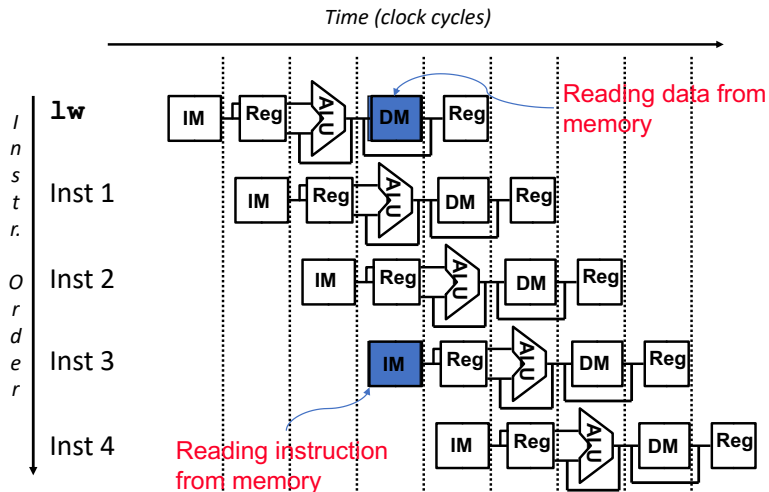 Time (clock cycles)
Instr. Order
lw
IM Reg ALU DM Reg
Reading data from
memory
Inst 1
IM Reg ALU DM Reg
Inst 2
IM Reg ALU DM Reg
Inst 3
IM Reg ALU DM Reg
Inst 4
IM Reg ALU DM Reg
Reading instruction
from memory